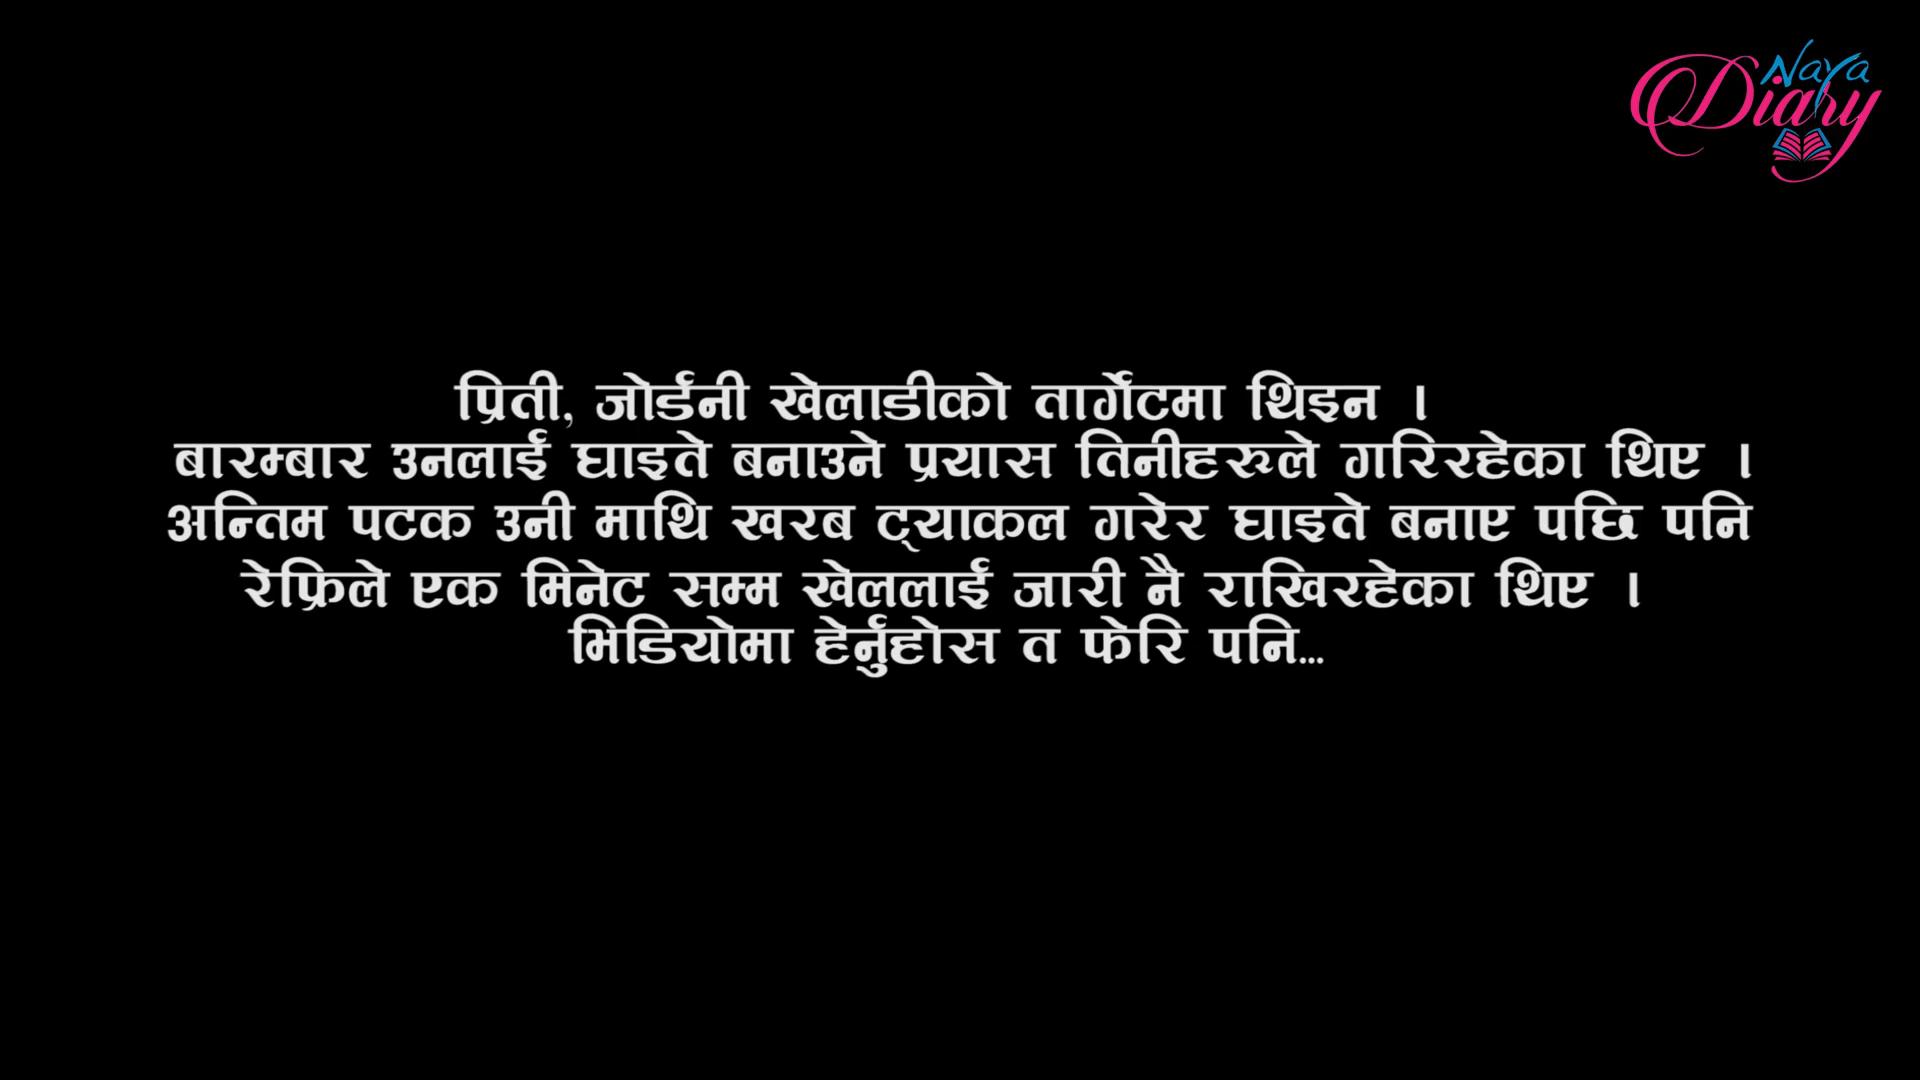 Naya
Diary
प्रिती, जोर्डनी खेलाडीको तार्गेटमा थिइन ।
बारम्बार उनलाई घाइते बनाउने प्रयास तिनीहरुले गरिरहेका थिए ।
अन्तिम पटक उनी माथि खरब ट्याकल गरेर घाइते बनाए पछि पनि
रेफ्रिले एक मिनेट सम्म खेललाई जारी नै राखिरहेका थिए ।
भिडियोमा हेर्नुहोस त फेरि पनि...